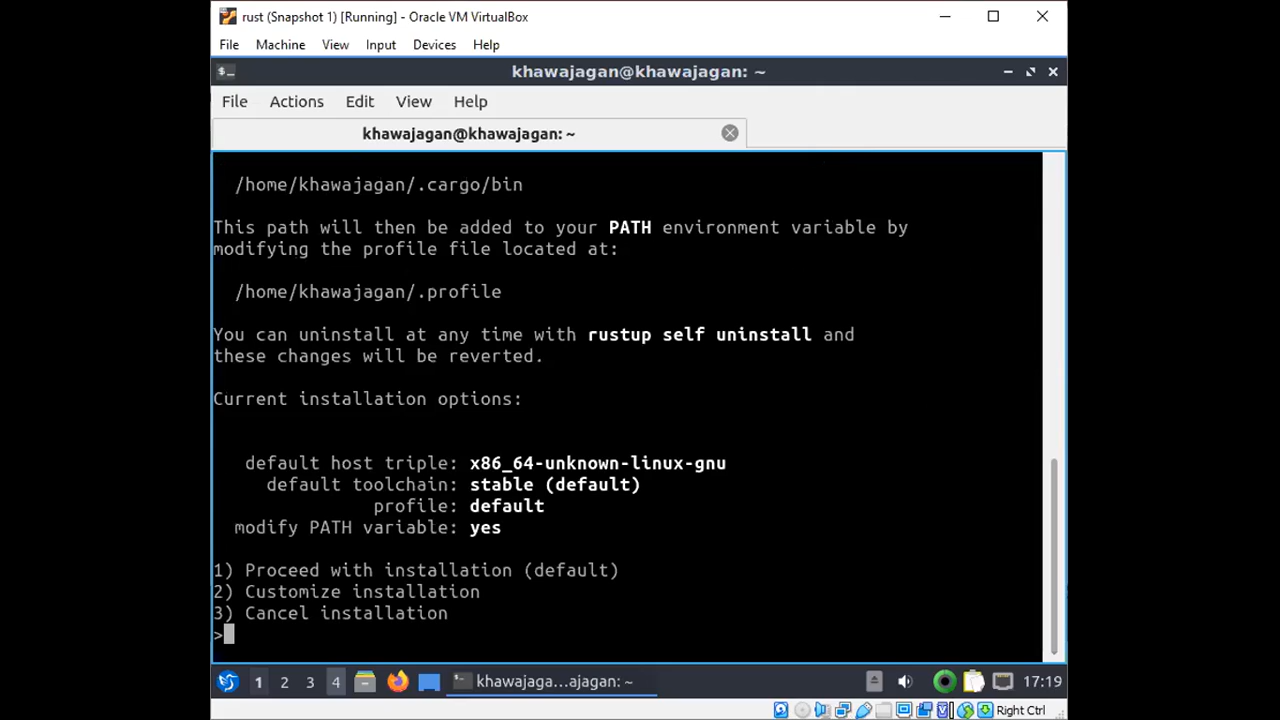 rust (Snapshot 1) [Running] - Oracle VM VirtualBox
File Machine View Input Devices Help
khawajagan@khawajagan: ~
File Actions Edit View Help
khawajagan@khawajagan: ~
/home/khawajagan/.cargo/bin
This path will then be added to your PATH environment variable by
modifying the profile file located at:
/home/khawajagan/.profile
You can uninstall at any time with rustup self uninstall and
these changes will be reverted.
Current installation options:
default host triple: x86_64-unknown-linux-gnu
default toolchain: stable (default)
profile: default
modify PATH variable: yes
1) Proceed with installation (default)
2) Customize installation
3) Cancel installation
>
1 2 3 4 khawajaga...ajagan: ~ 17:19
Right Ctrl